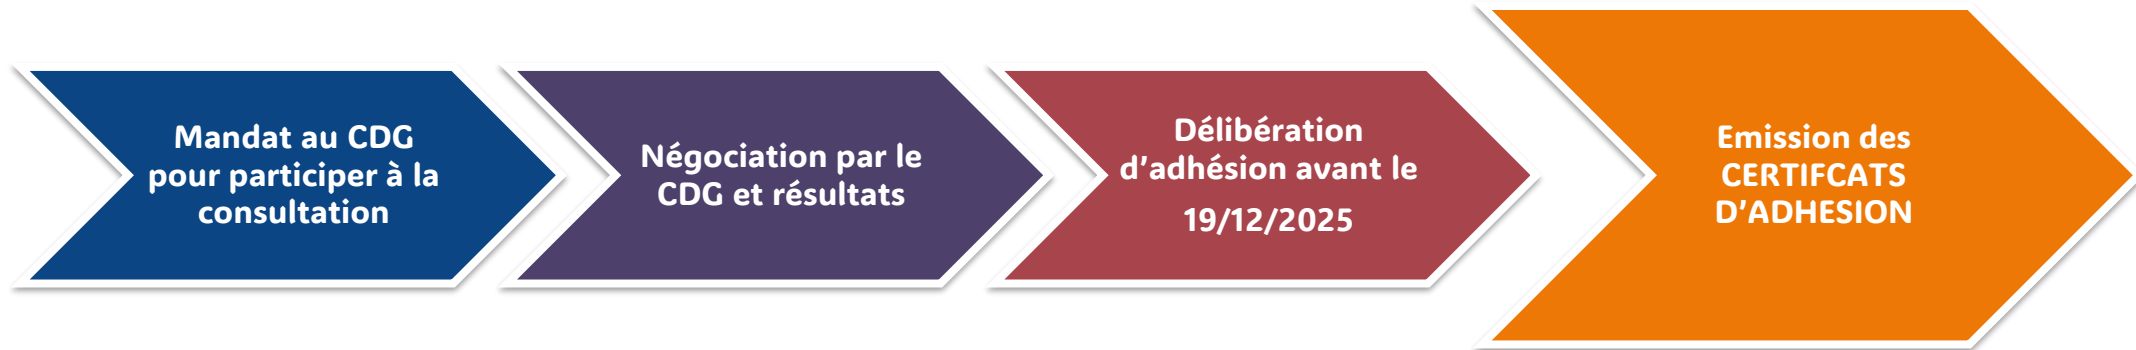 Mandat au CDG
pour participer à la
consultation
Négociation par le
CDG et résultats
Délibération
d’adhésion avant le
19/12/2025
Emission des
CERTIFCATS
D’ADHESION